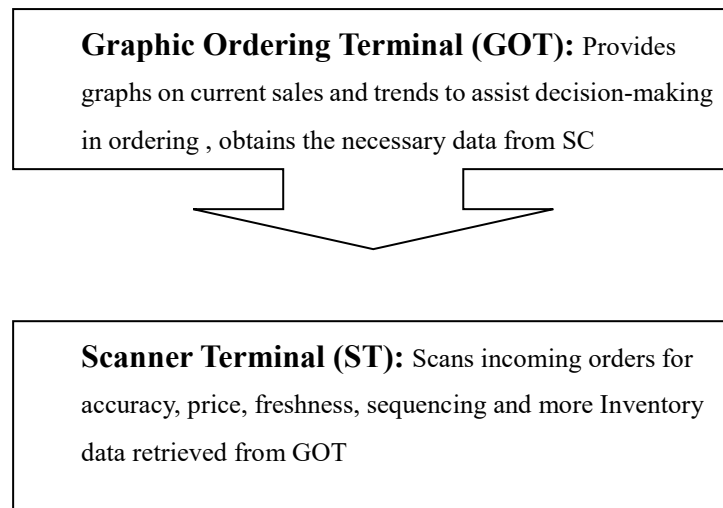 Graphic Ordering Terminal (GOT): Provides
graphs on current sales and trends to assist decision-making
in ordering , obtains the necessary data from SC
Scanner Terminal (ST): Scans incoming orders for
accuracy, price, freshness, sequencing and more Inventory
data retrieved from GOT